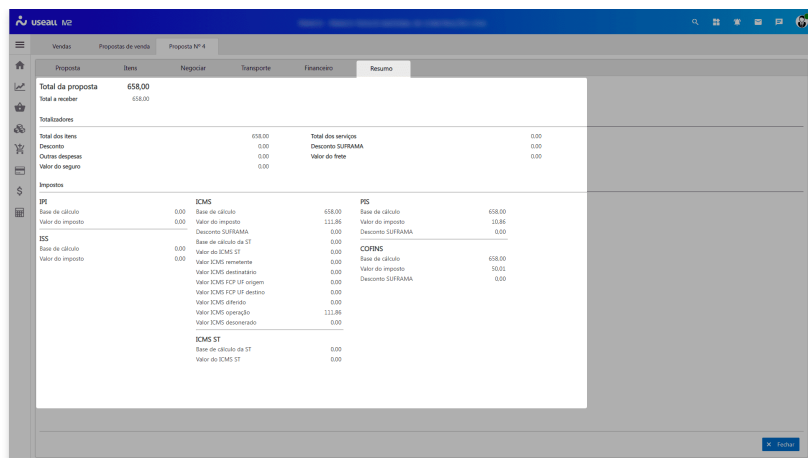 useall M2
Vendas Propostas de venda Proposta Nº 4
Proposta Itens Negociar Transporte Financeiro Resumo
Total da proposta 658,00
Total a receber 658,00
Totalizadores
Total dos itens 658,00 Total dos serviços 0,00
Desconto 0,00 Desconto SUFRAMA 0,00
Outras despesas 0,00 Valor do frete 0,00
Valor do seguro 0,00
Impostos
IPI
Base de cálculo 0,00
Valor do imposto 0,00
ISS
Base de cálculo 0,00
Valor do imposto 0,00
ICMS
Base de cálculo 658,00
Valor do imposto 111,86
Desconto SUFRAMA 0,00
Base de cálculo da ST 0,00
Valor do ICMS ST 0,00
Valor ICMS remetente 0,00
Valor ICMS destinatário 0,00
Valor ICMS FCP UF origem 0,00
Valor ICMS FCP UF destino 0,00
Valor ICMS diferido 0,00
Valor ICMS operação 111,86
Valor ICMS desonerado 0,00
ICMS ST
Base de cálculo da ST 0,00
Valor do ICMS ST 0,00
PIS
Base de cálculo 658,00
Valor do imposto 10,86
Desconto SUFRAMA 0,00
COFINS
Base de cálculo 658,00
Valor do imposto 50,01
Desconto SUFRAMA 0,00
Fechar